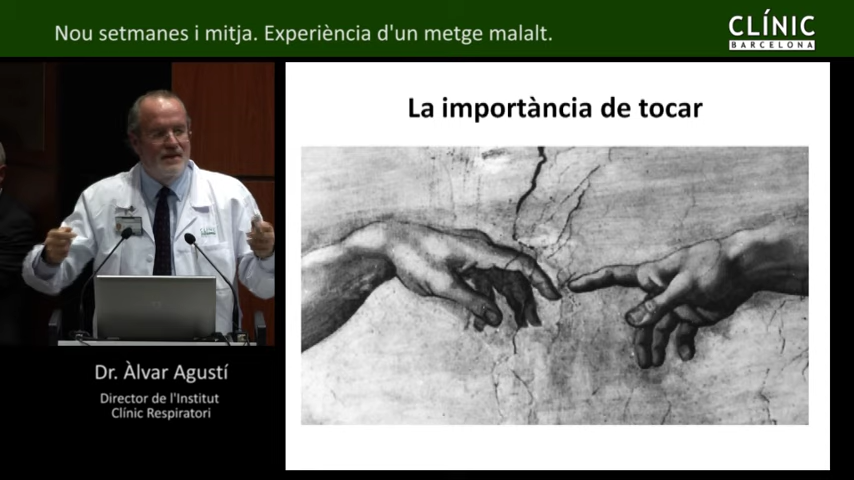 Nou setmanes i mitja. Experiència d'un metge malalt.
CLÍNIC
BARCELONA
La importància de tocar
Dr. Àlvar Agustí
Director de l'Institut
Clínic Respiratori